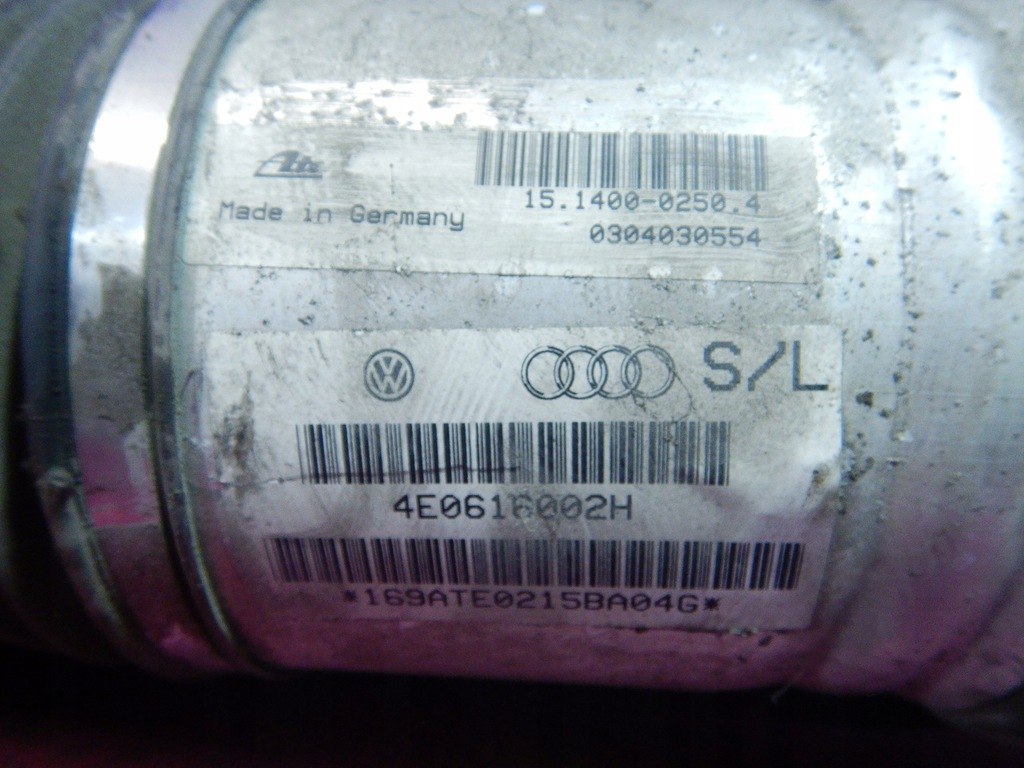 Ate
15.1400-0250.4
Made in Germany
0304030554
S/L
4E0616002H
*169ATE0215BA04G*